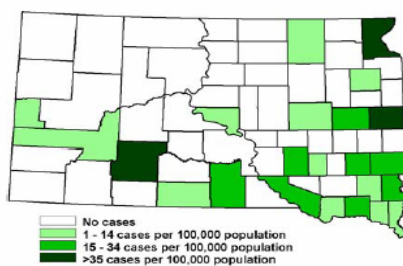 No cases
1 - 14 cases per 100,000 population
15 - 34 cases per 100,000 population
>35 cases per 100,000 population